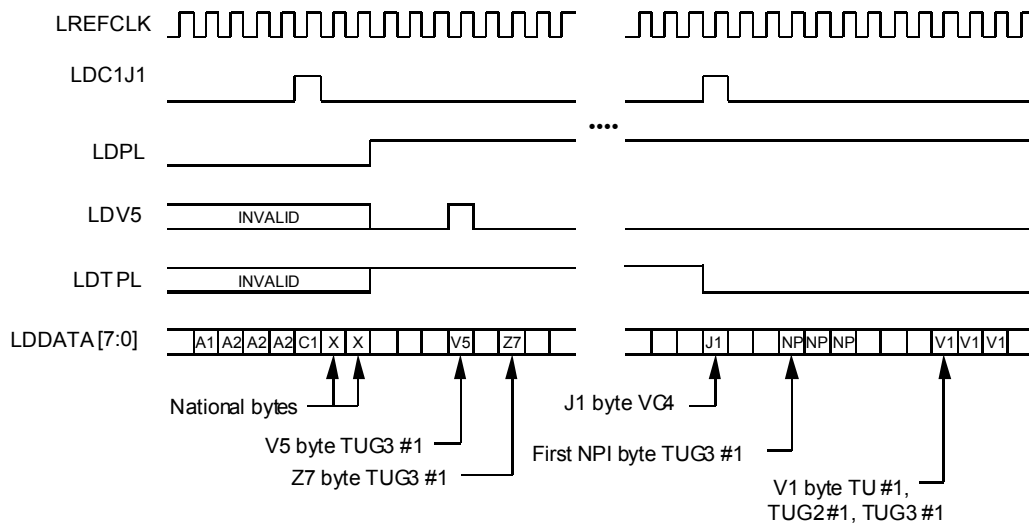 LREFCLK
LDC1J1
LDPL
LDV5
INVALID
LDTPL
INVALID
LDDATA[7:0]
A1 A2 A2 A2 C1 X X V5 Z7 J1 NP NP NP V1 V1 V1
National bytes
J1 byte VC4
V5 byte TUG3 #1
First NPI byte TUG3 #1
Z7 byte TUG3 #1
V1 byte TU #1,
TUG2 #1, TUG3 #1